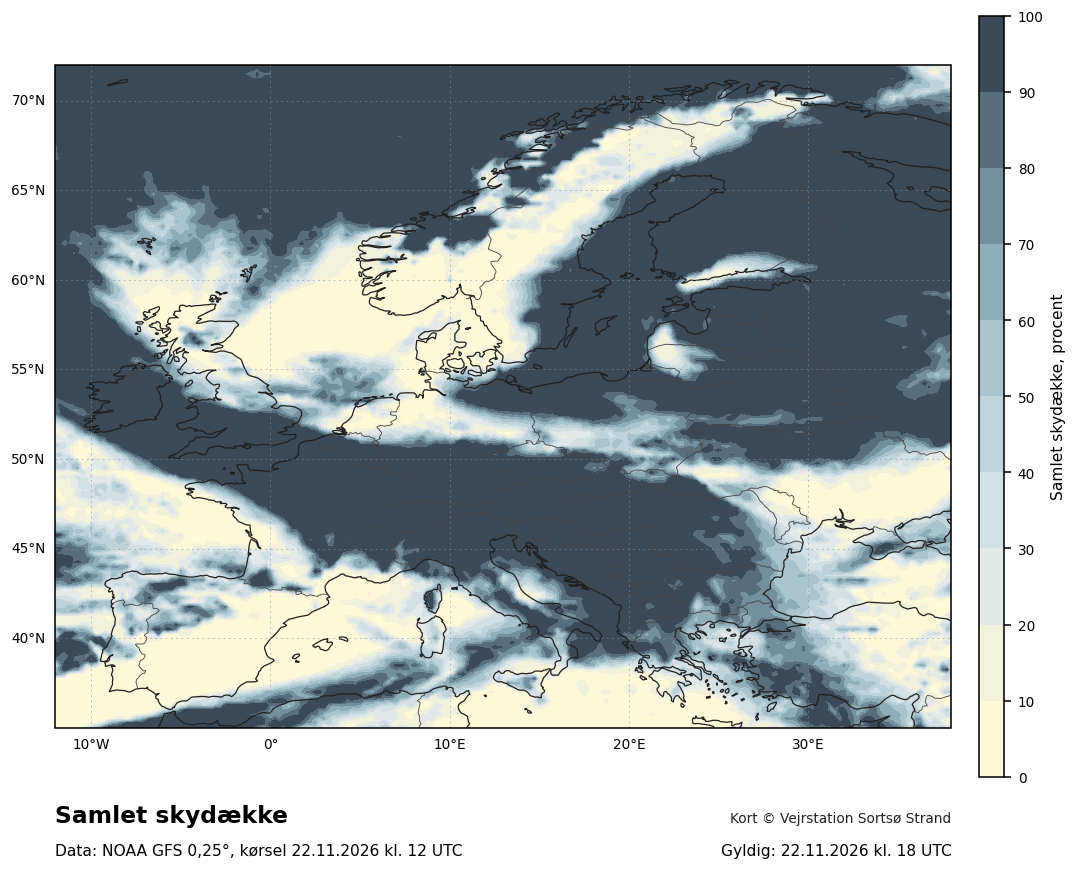 100
90
80
70
60
50
40
30
20
10
0
Samlet skydække, procent
70°N
65°N
60°N
55°N
50°N
45°N
40°N
10°W
0°
10°E
20°E
30°E
Samlet skydække
Kort © Vejrstation Sortsø Strand
Data: NOAA GFS 0,25°, kørsel 22.11.2026 kl. 12 UTC
Gyldig: 22.11.2026 kl. 18 UTC